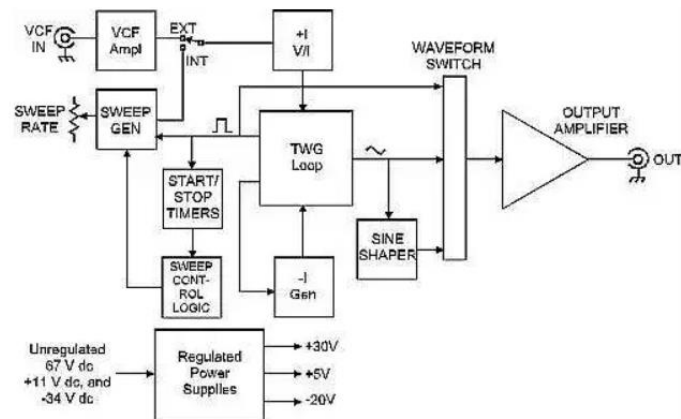 VCF
IN
VCF
Ampl
EXT
INT
+I
V/I
WAVEFORM
SWITCH
SWEEP
RATE
SWEEP
GEN
TWG
Loop
OUTPUT
AMPLIFIER
OUT
START/
STOP
TIMERS
SINE
SHAPER
SWEEP
CONT-
ROL
LOGIC
-I
Gen
Unregulated
67 V dc
+11 V dc, and
-34 V dc
Regulated
Power
Supplies
+30V
+5V
-20V